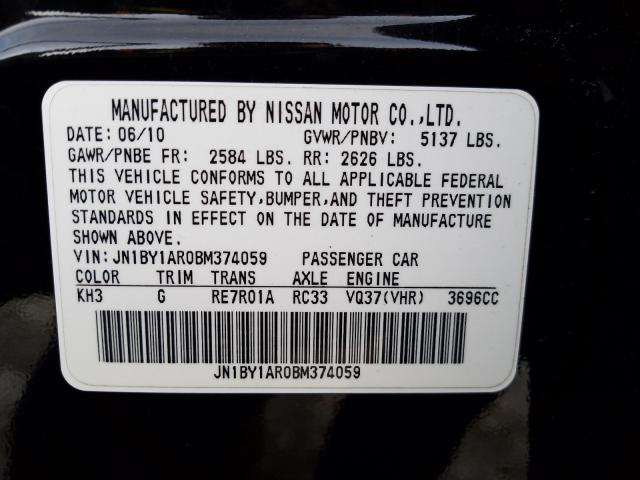 MANUFACTURED BY NISSAN MOTOR CO.,LTD.
DATE: 06/10 GVWR/PNBV: 5137 LBS.
GAWR/PNBE FR: 2584 LBS. RR: 2626 LBS.
THIS VEHICLE CONFORMS TO ALL APPLICABLE FEDERAL
MOTOR VEHICLE SAFETY,BUMPER,AND THEFT PREVENTION
STANDARDS IN EFFECT ON THE DATE OF MANUFACTURE
SHOWN ABOVE.
VIN: JN1BY1AR0BM374059 PASSENGER CAR
COLOR TRIM TRANS AXLE ENGINE
KH3 G RE7R01A RC33 VQ37(VHR) 3696CC
JN1BY1AR0BM374059